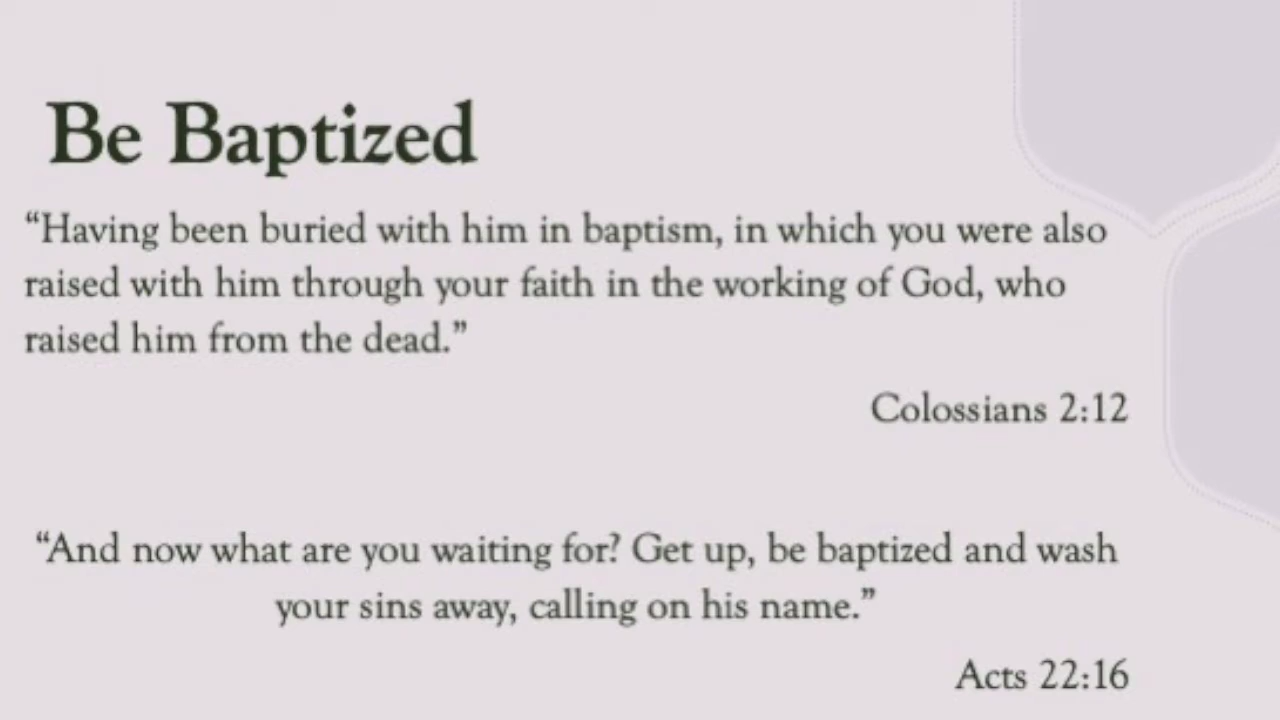 Be Baptized
“Having been buried with him in baptism, in which you were also
raised with him through your faith in the working of God, who
raised him from the dead.”
Colossians 2:12
“And now what are you waiting for? Get up, be baptized and wash
your sins away, calling on his name.”
Acts 22:16